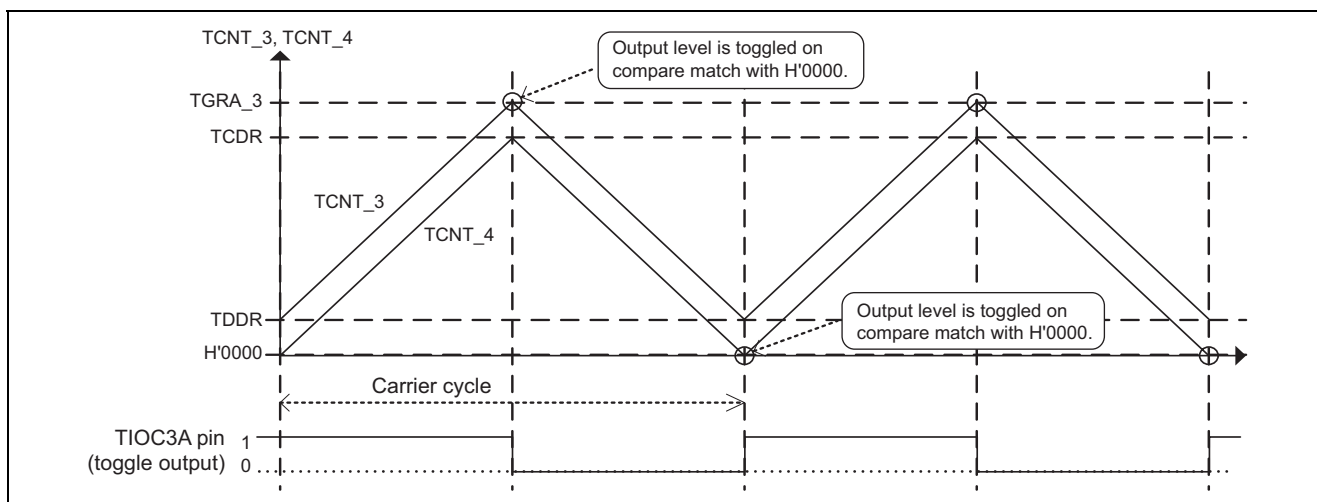 TCNT_3, TCNT_4
Output level is toggled on
compare match with H'0000.
TGRA_3
TCDR
TCNT_3
TCNT_4
TDDR
Output level is toggled on
compare match with H'0000.
H'0000
Carrier cycle
TIOC3A pin 1
(toggle output) 0